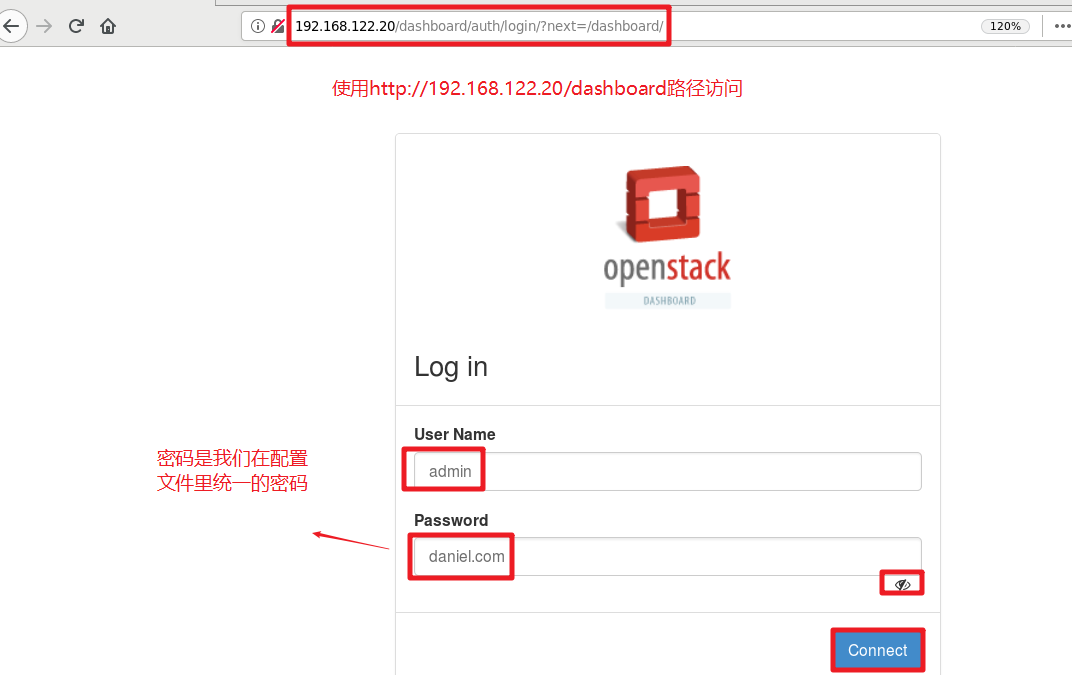 192.168.122.20/dashboard/auth/login/?next=/dashboard/
120%
使用http://192.168.122.20/dashboard路径访问
openstack
DASHBOARD
Log in
User Name
admin
密码是我们在配置
文件里统一的密码
Password
daniel.com
Connect